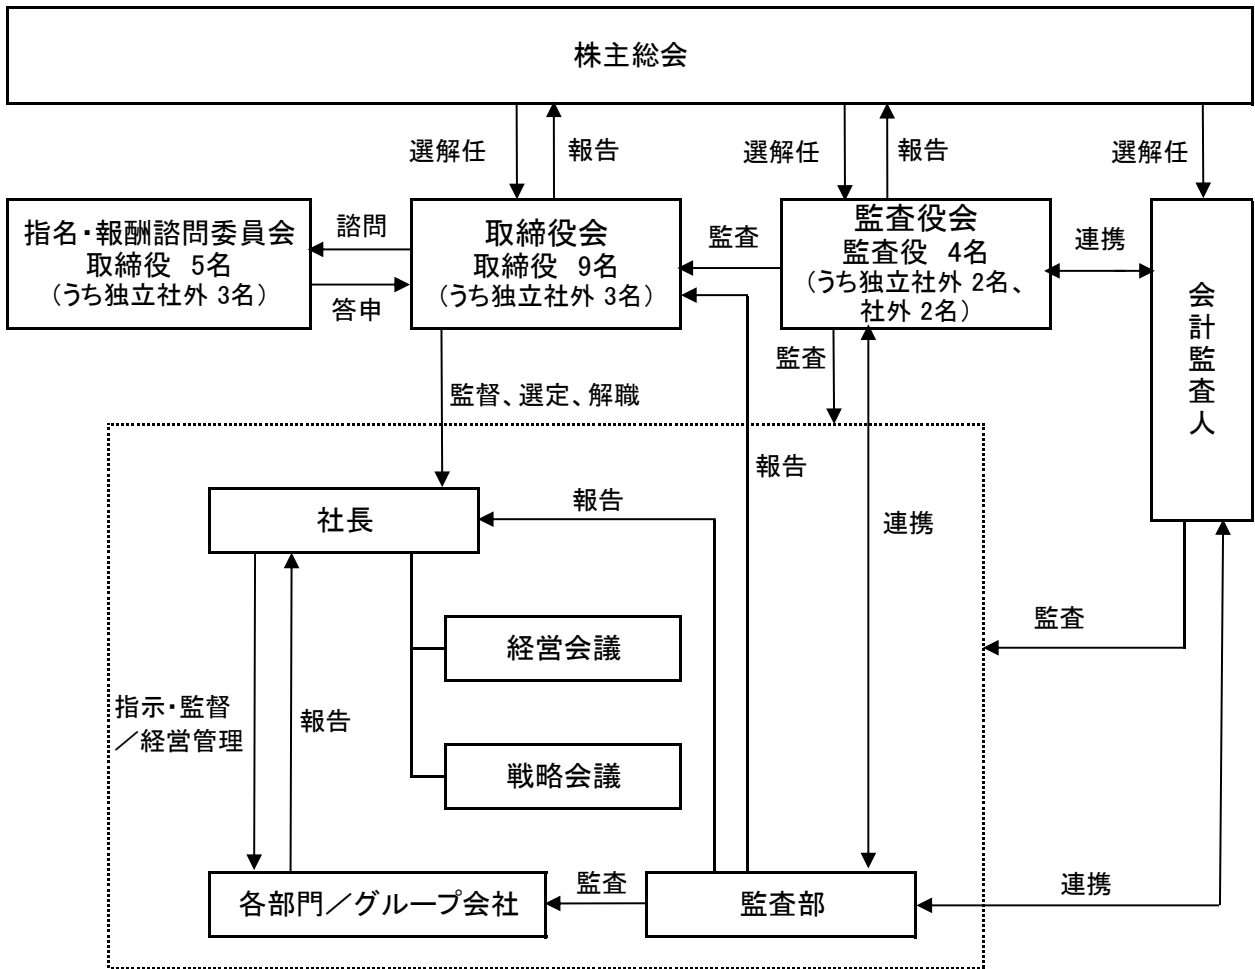 株主総会
選解任
報告
選解任
報告
選解任
指名・報酬諮問委員会
取締役 5名
（うち独立社外 3名）
諮問
答申
取締役会
取締役 9名
（うち独立社外 3名）
監査
監査役会
監査役 4名
（うち独立社外 2名、
社外 2名）
連携
会計監査人
監督、選定、解職
監査
報告
連携
報告
社長
監査
経営会議
指示・監督
／経営管理
報告
戦略会議
各部門／グループ会社
監査
監査部
連携